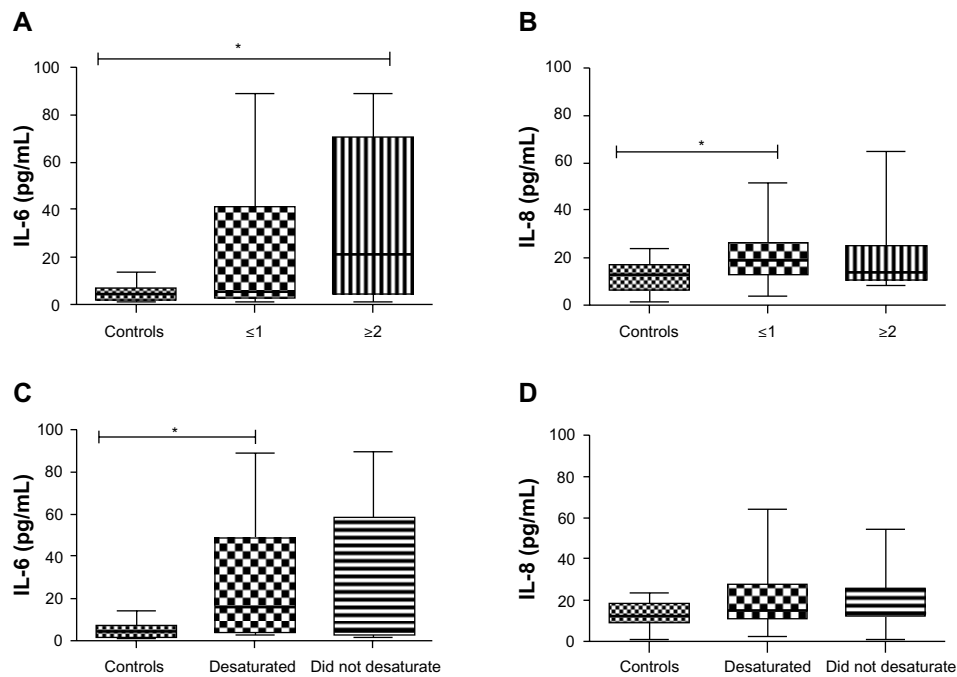 A
*
100
80
60
40
20
0
IL-6 (pg/mL)
Controls ≤1 ≥2
B
*
100
80
60
40
20
0
IL-8 (pg/mL)
Controls ≤1 ≥2
C
*
100
80
60
40
20
0
IL-6 (pg/mL)
Controls Desaturated Did not desaturate
D
100
80
60
40
20
0
IL-8 (pg/mL)
Controls Desaturated Did not desaturate